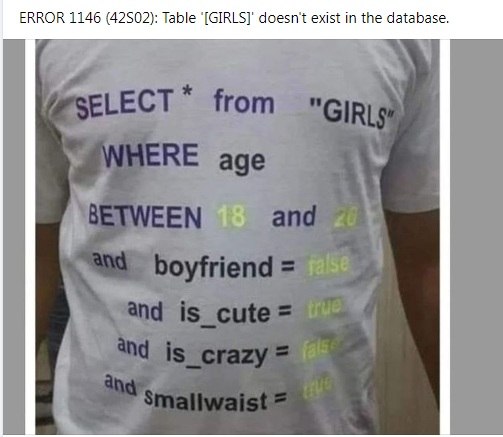 ERROR 1146 (42S02): Table '[GIRLS]' doesn't exist in the database.
SELECT * from "GIRLS"
WHERE age
BETWEEN 18 and 20
and boyfriend = false
and is_cute = true
and is_crazy = false
and smallwaist = true